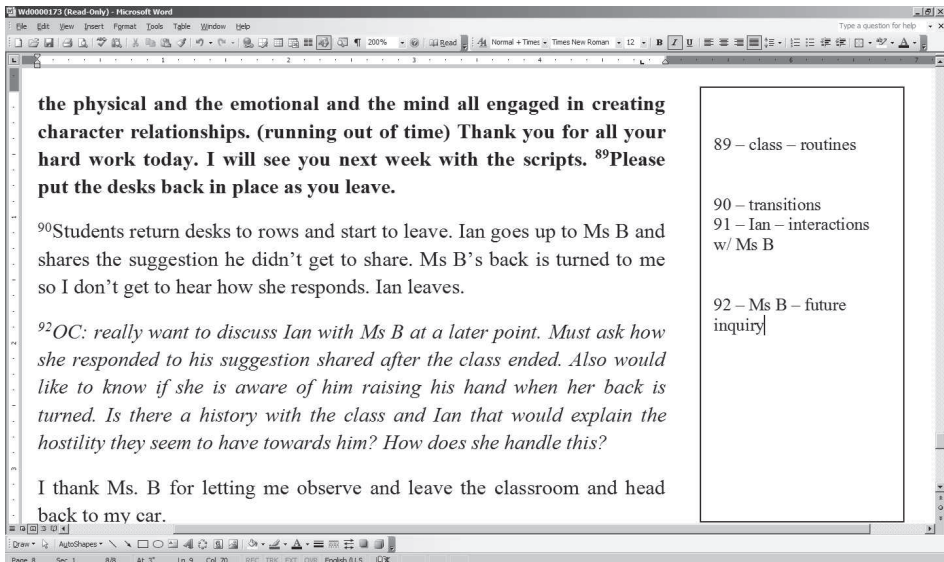 Wd0000173 (Read-Only) - Microsoft Word
File Edit View Insert Format Tools Table Window Help
Type a question for help
200%
Read
Normal + Times
Times New Roman
12
B I U
1 2 3 4 6 7
the physical and the emotional and the mind all engaged in creating
character relationships. (running out of time) Thank you for all your
hard work today. I will see you next week with the scripts. 89Please
put the desks back in place as you leave.
90Students return desks to rows and start to leave. Ian goes up to Ms B and
shares the suggestion he didn’t get to share. Ms B’s back is turned to me
so I don’t get to hear how she responds. Ian leaves.
92OC: really want to discuss Ian with Ms B at a later point. Must ask how
she responded to his suggestion shared after the class ended. Also would
like to know if she is aware of him raising his hand when her back is
turned. Is there a history with the class and Ian that would explain the
hostility they seem to have towards him? How does she handle this?
I thank Ms. B for letting me observe and leave the classroom and head
back to my car.
89 – class – routines
90 – transitions
91 – Ian – interactions
w/ Ms B
92 – Ms B – future
inquiry
Draw AutoShapes
Page 8 Sec 1 8/8 At 3" Ln 9 Col 70 REC TRK EXT OVR English (U.S.